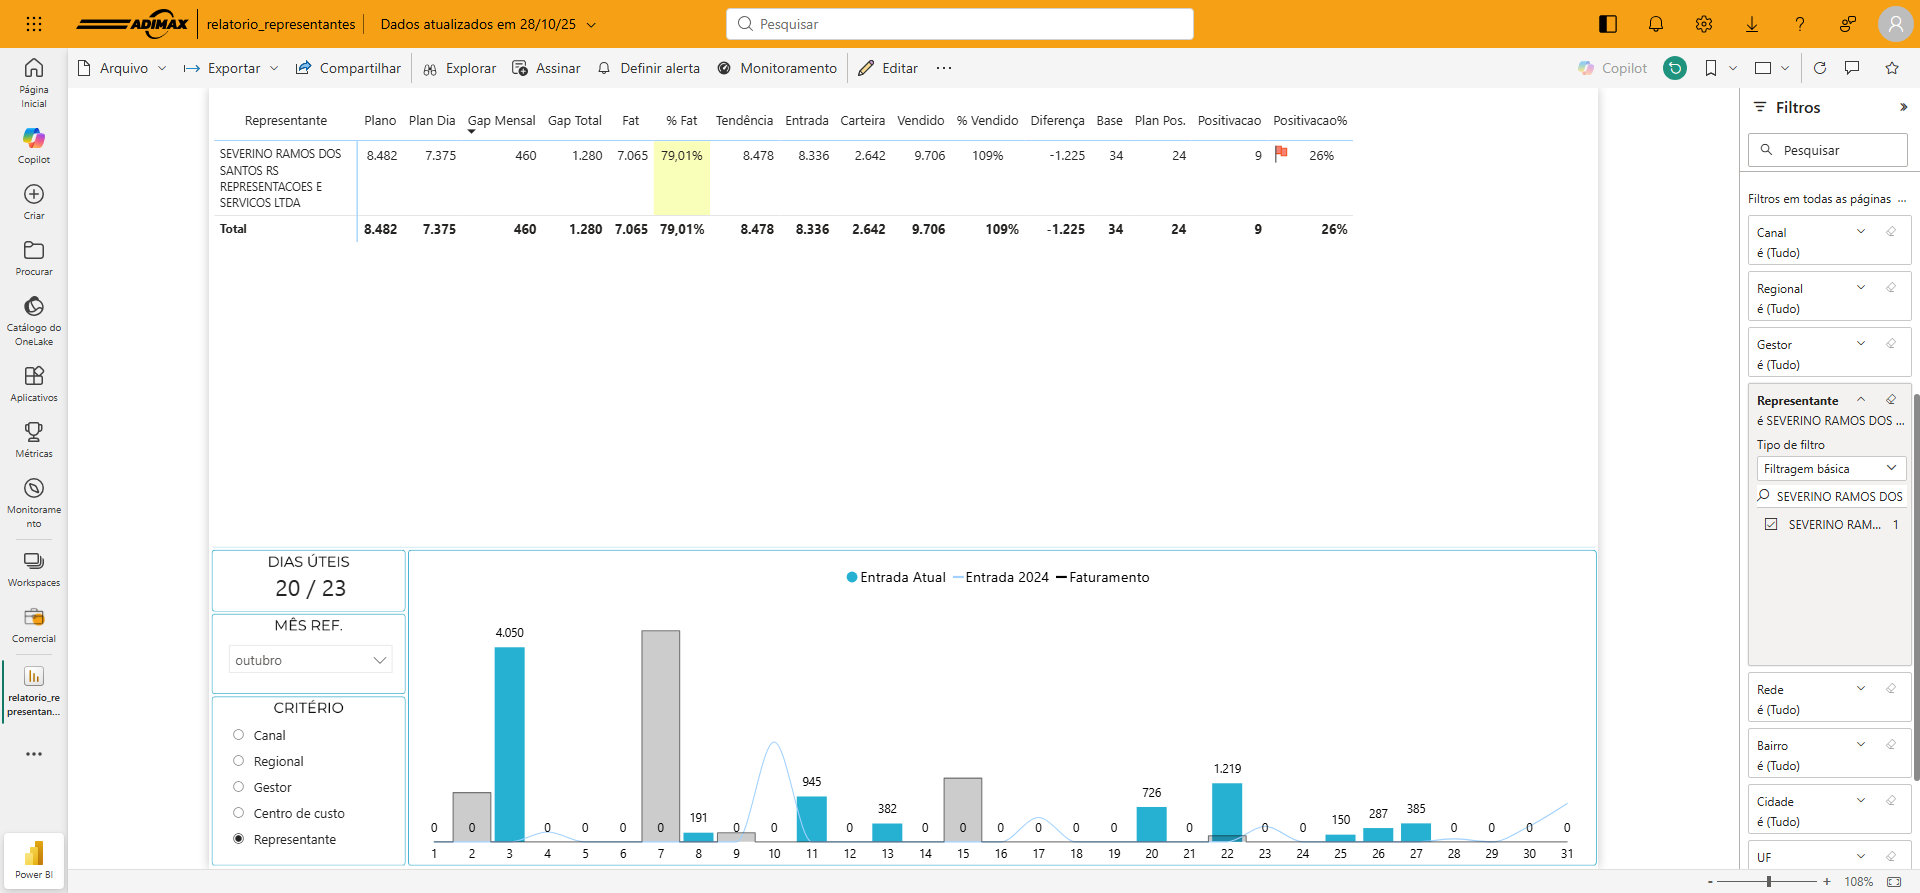 ADIMAX
relatorio_representantes
Dados atualizados em 28/10/25
Pesquisar
Arquivo
Exportar
Compartilhar
Explorar
Assinar
Definir alerta
Monitoramento
Editar
Copilot
Página
Inicial
Copilot
Criar
Procurar
Catálogo do
OneLake
Aplicativos
Métricas
Monitorame
nto
Workspaces
Comercial
relatorio_re
presentan...
Power BI
Representante Plano Plan Dia Gap Mensal Gap Total Fat % Fat Tendência Entrada Carteira Vendido % Vendido Diferença Base Plan Pos. Positivacao Positivacao%
SEVERINO RAMOS DOS 8.482 7.375 460 1.280 7.065 79,01% 8.478 8.336 2.642 9.706 109% -1.225 34 24 9 26%
SANTOS RS
REPRESENTACOES E
SERVICOS LTDA
Total 8.482 7.375 460 1.280 7.065 79,01% 8.478 8.336 2.642 9.706 109% -1.225 34 24 9 26%
DIAS ÚTEIS
20 / 23
MÊS REF.
outubro
CRITÉRIO
Canal
Regional
Gestor
Centro de custo
Representante
Entrada Atual Entrada 2024 Faturamento
0 0 4.050 0 0 0 0 191 0 0 945 0 382 0 0 0 0 0 0 726 0 1.219 0 0 150 287 385 0 0 0 0
1 2 3 4 5 6 7 8 9 10 11 12 13 14 15 16 17 18 19 20 21 22 23 24 25 26 27 28 29 30 31
Filtros
Pesquisar
Filtros em todas as páginas ...
Canal
é (Tudo)
Regional
é (Tudo)
Gestor
é (Tudo)
Representante
é SEVERINO RAMOS DOS ...
Tipo de filtro
Filtragem básica
SEVERINO RAMOS DOS
SEVERINO RAM... 1
Rede
é (Tudo)
Bairro
é (Tudo)
Cidade
é (Tudo)
UF
- + 108%